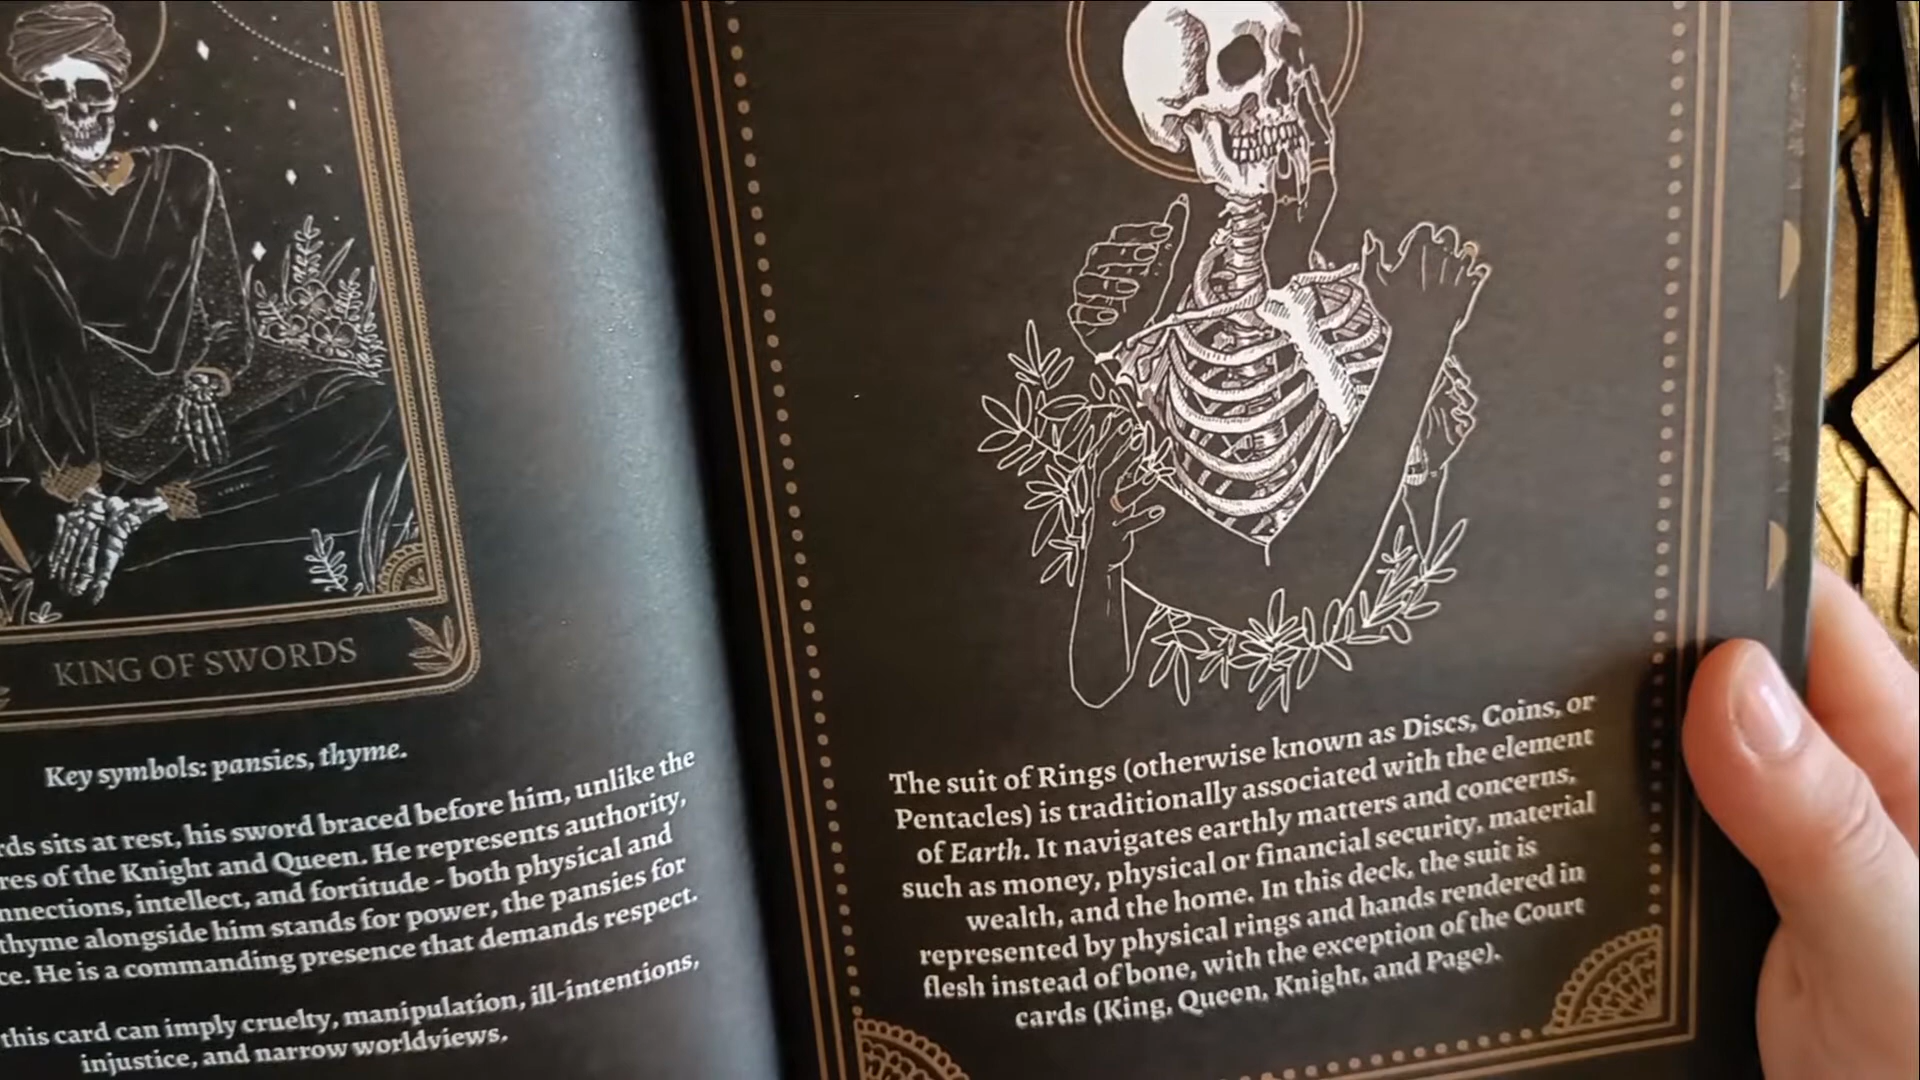 KING OF SWORDS
Key symbols: pansies, thyme.
sits at rest, his sword braced before him, unlike the
of the Knight and Queen. He represents authority,
intellect, and fortitude - both physical and
thyme alongside him stands for power, the pansies for
He is a commanding presence that demands respect.
this card can imply cruelty, manipulation, ill-intentions,
injustice, and narrow worldviews.
The suit of Rings (otherwise known as Discs, Coins, or
Pentacles) is traditionally associated with the element
of Earth. It navigates earthly matters and concerns,
such as money, physical or financial security, material
wealth, and the home. In this deck, the suit is
represented by physical rings and hands rendered in
flesh instead of bone, with the exception of the Court
cards (King, Queen, Knight, and Page).